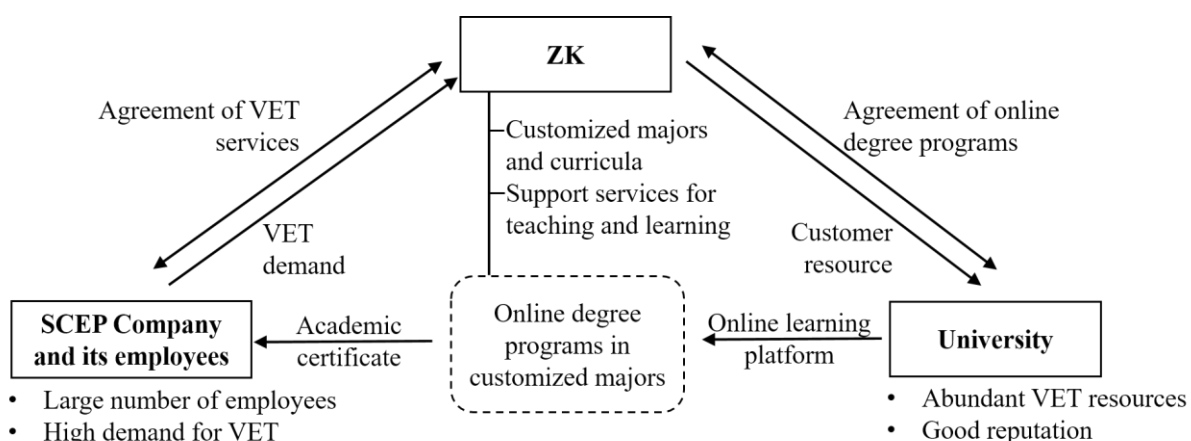 ZK
Agreement of VET
services
Agreement of online
degree programs
Customized majors
and curricula
Support services for
teaching and learning
VET
demand
Customer
resource
SCEP Company
and its employees
Academic
certificate
Online degree
programs in
customized majors
Online learning
platform
University
• Large number of employees
• High demand for VET
• Abundant VET resources
• Good reputation